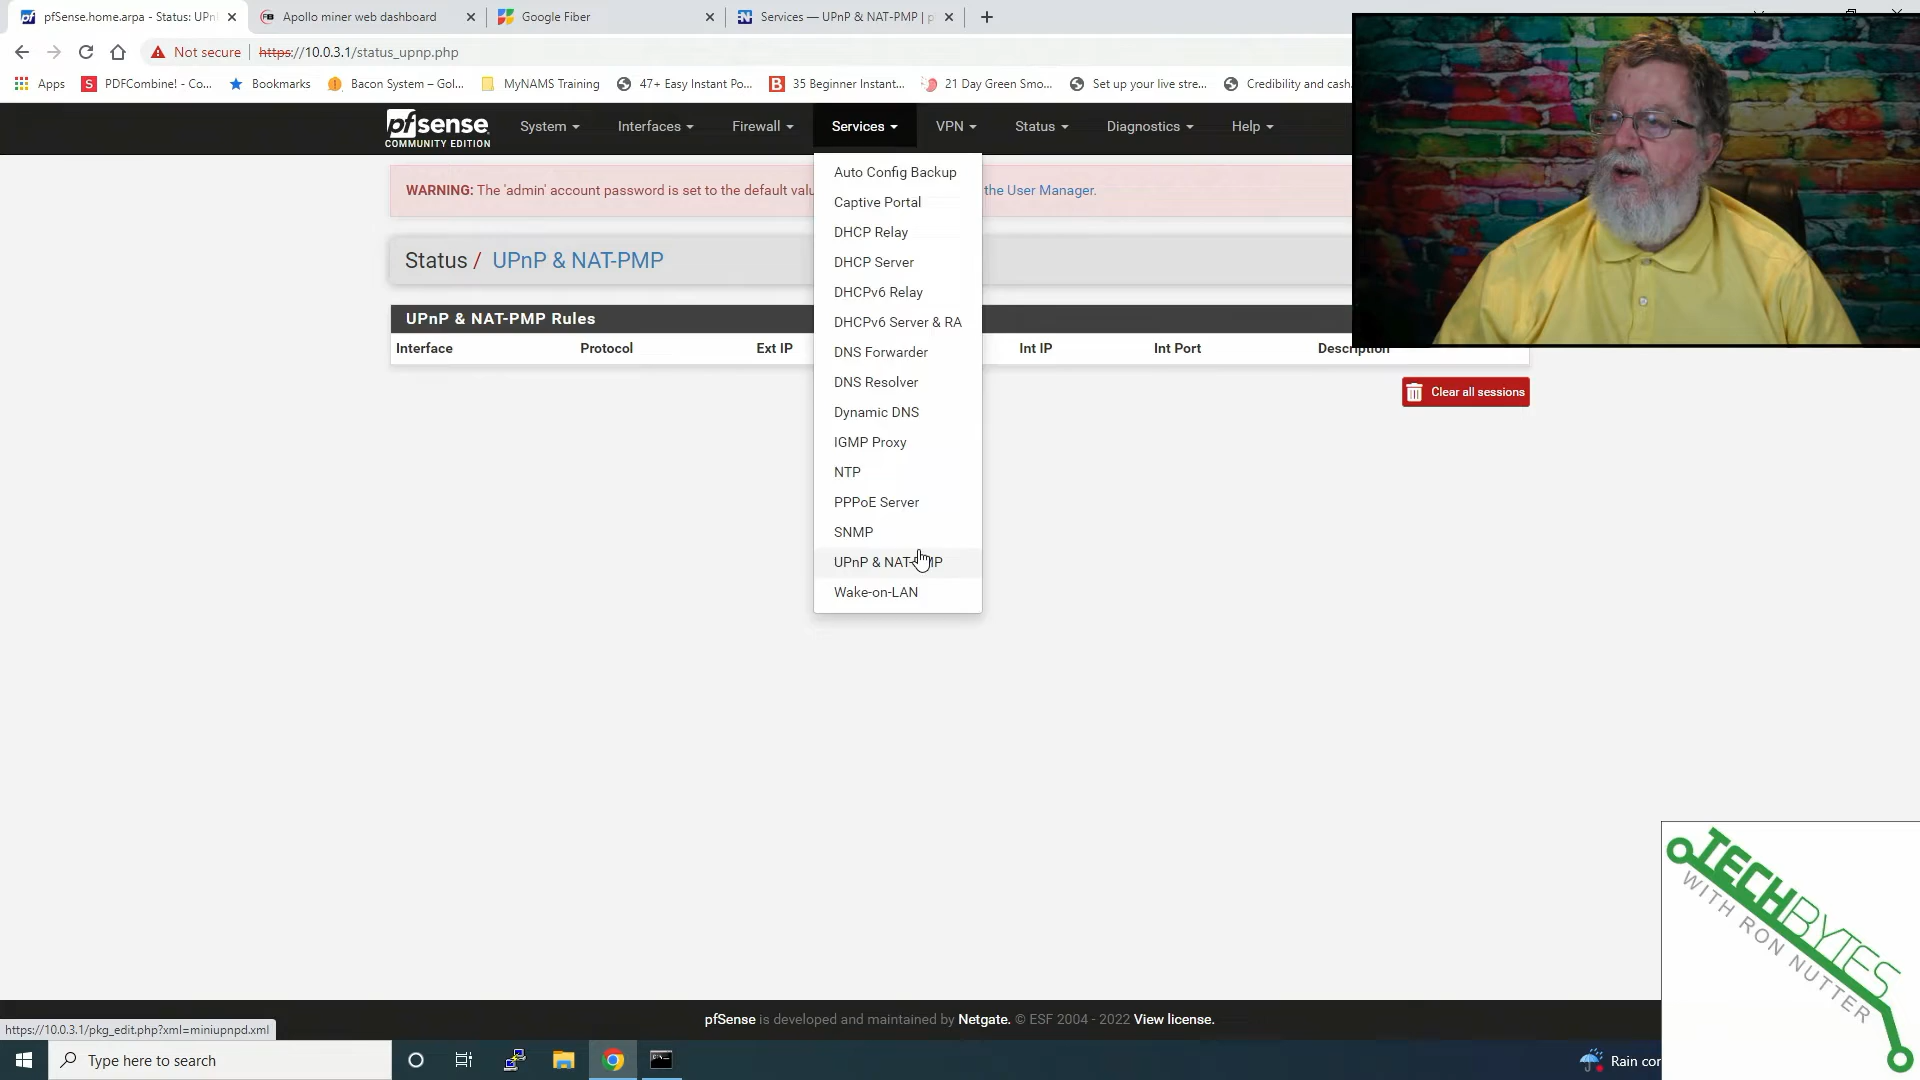 pfSense.home.arpa - Status: UPn
Apollo miner web dashboard
Google Fiber
Services — UPnP & NAT-PMP | p
Not secure
https://10.0.3.1/status_upnp.php
Apps
PDFCombine! - Co...
Bookmarks
Bacon System – Gol...
MyNAMS Training
47+ Easy Instant Po...
35 Beginner Instant...
21 Day Green Smo...
Set up your live stre...
Credibility and cash.
pfsense
COMMUNITY EDITION
System
Interfaces
Firewall
Services
VPN
Status
Diagnostics
Help
Auto Config Backup
Captive Portal
DHCP Relay
DHCP Server
DHCPv6 Relay
DHCPv6 Server & RA
DNS Forwarder
DNS Resolver
Dynamic DNS
IGMP Proxy
NTP
PPPoE Server
SNMP
UPnP & NAT-PMP
Wake-on-LAN
WARNING: The 'admin' account password is set to the default valu
the User Manager.
Status / UPnP & NAT-PMP
UPnP & NAT-PMP Rules
Interface
Protocol
Ext IP
Int IP
Int Port
Description
Clear all sessions
pfSense is developed and maintained by Netgate. © ESF 2004 - 2022 View license.
https://10.0.3.1/pkg_edit.php?xml=miniupnpd.xml
Type here to search
Rain cor
TECHBYTES
WITH RON NUTTER